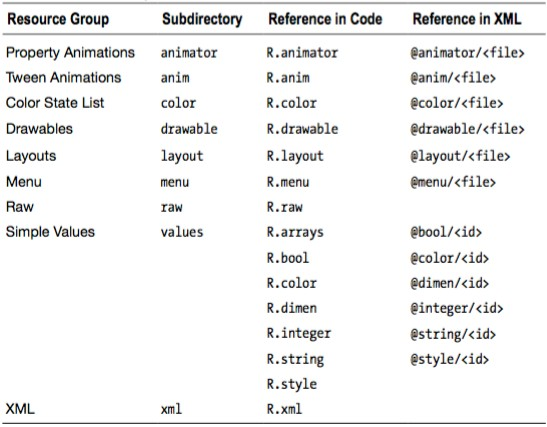 Resource Group Subdirectory Reference in Code Reference in XML
Property Animations animator R.animator @animator/<file>
Tween Animations anim R.anim @anim/<file>
Color State List color R.color @color/<file>
Drawables drawable R.drawable @drawable/<file>
Layouts layout R.layout @layout/<file>
Menu menu R.menu @menu/<file>
Raw raw R.raw
Simple Values values R.arrays @bool/<id>
R.bool @color/<id>
R.color @dimen/<id>
R.dimen @integer/<id>
R.integer @string/<id>
R.string @style/<id>
R.style
XML xml R.xml